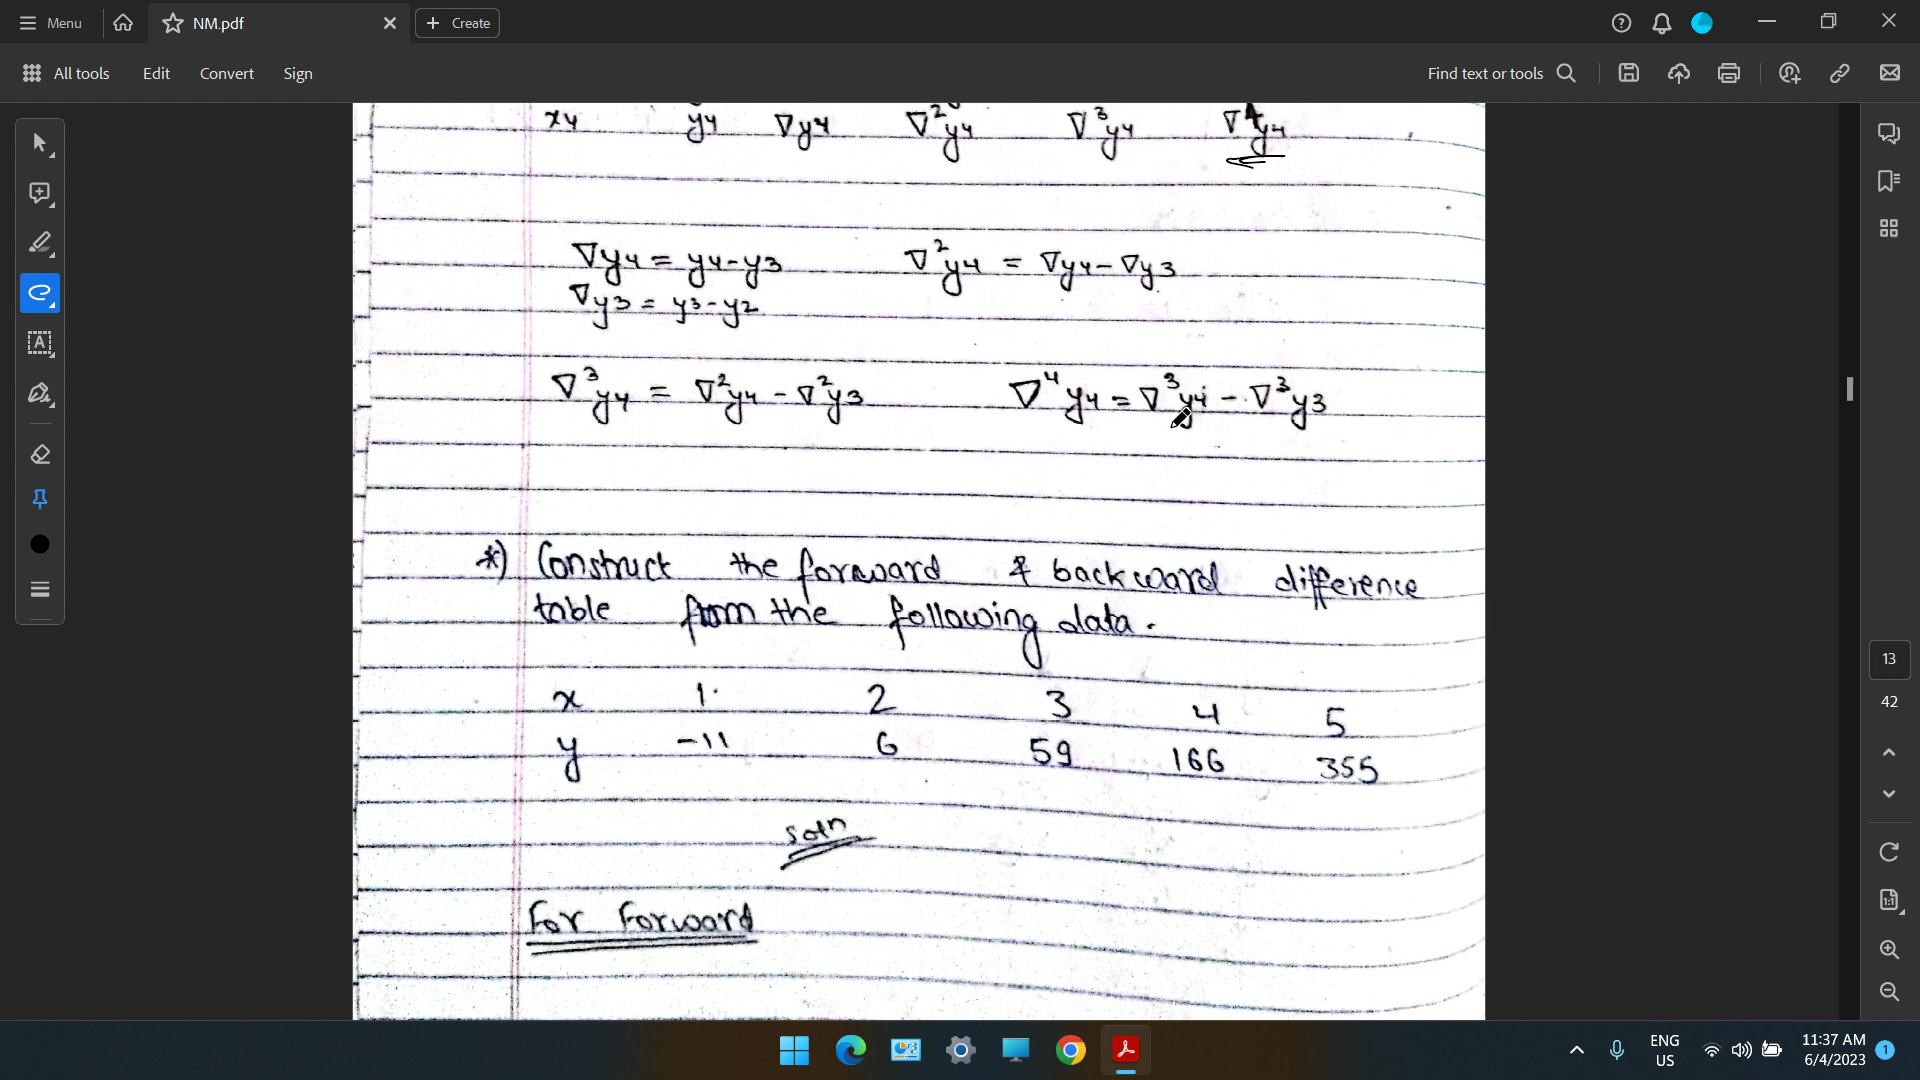 Menu
NM.pdf
Create
All tools
Edit
Convert
Sign
Find text or tools
x4 y4 ∇y4 ∇²y4 ∇³y4 ∇⁴y4
∇y4 = y4-y3 ∇²y4 = ∇y4-∇y3
∇y3 = y3-y2
∇³y4 = ∇²y4 - ∇²y3 ∇⁴y4 = ∇³y4 - ∇³y3
*) Construct the forward & backward difference
table from the following data.
x 1 2 3 4 5
y -11 6 59 166 355
soln
For Forward
13
42
ENG
US
11:37 AM
6/4/2023
1